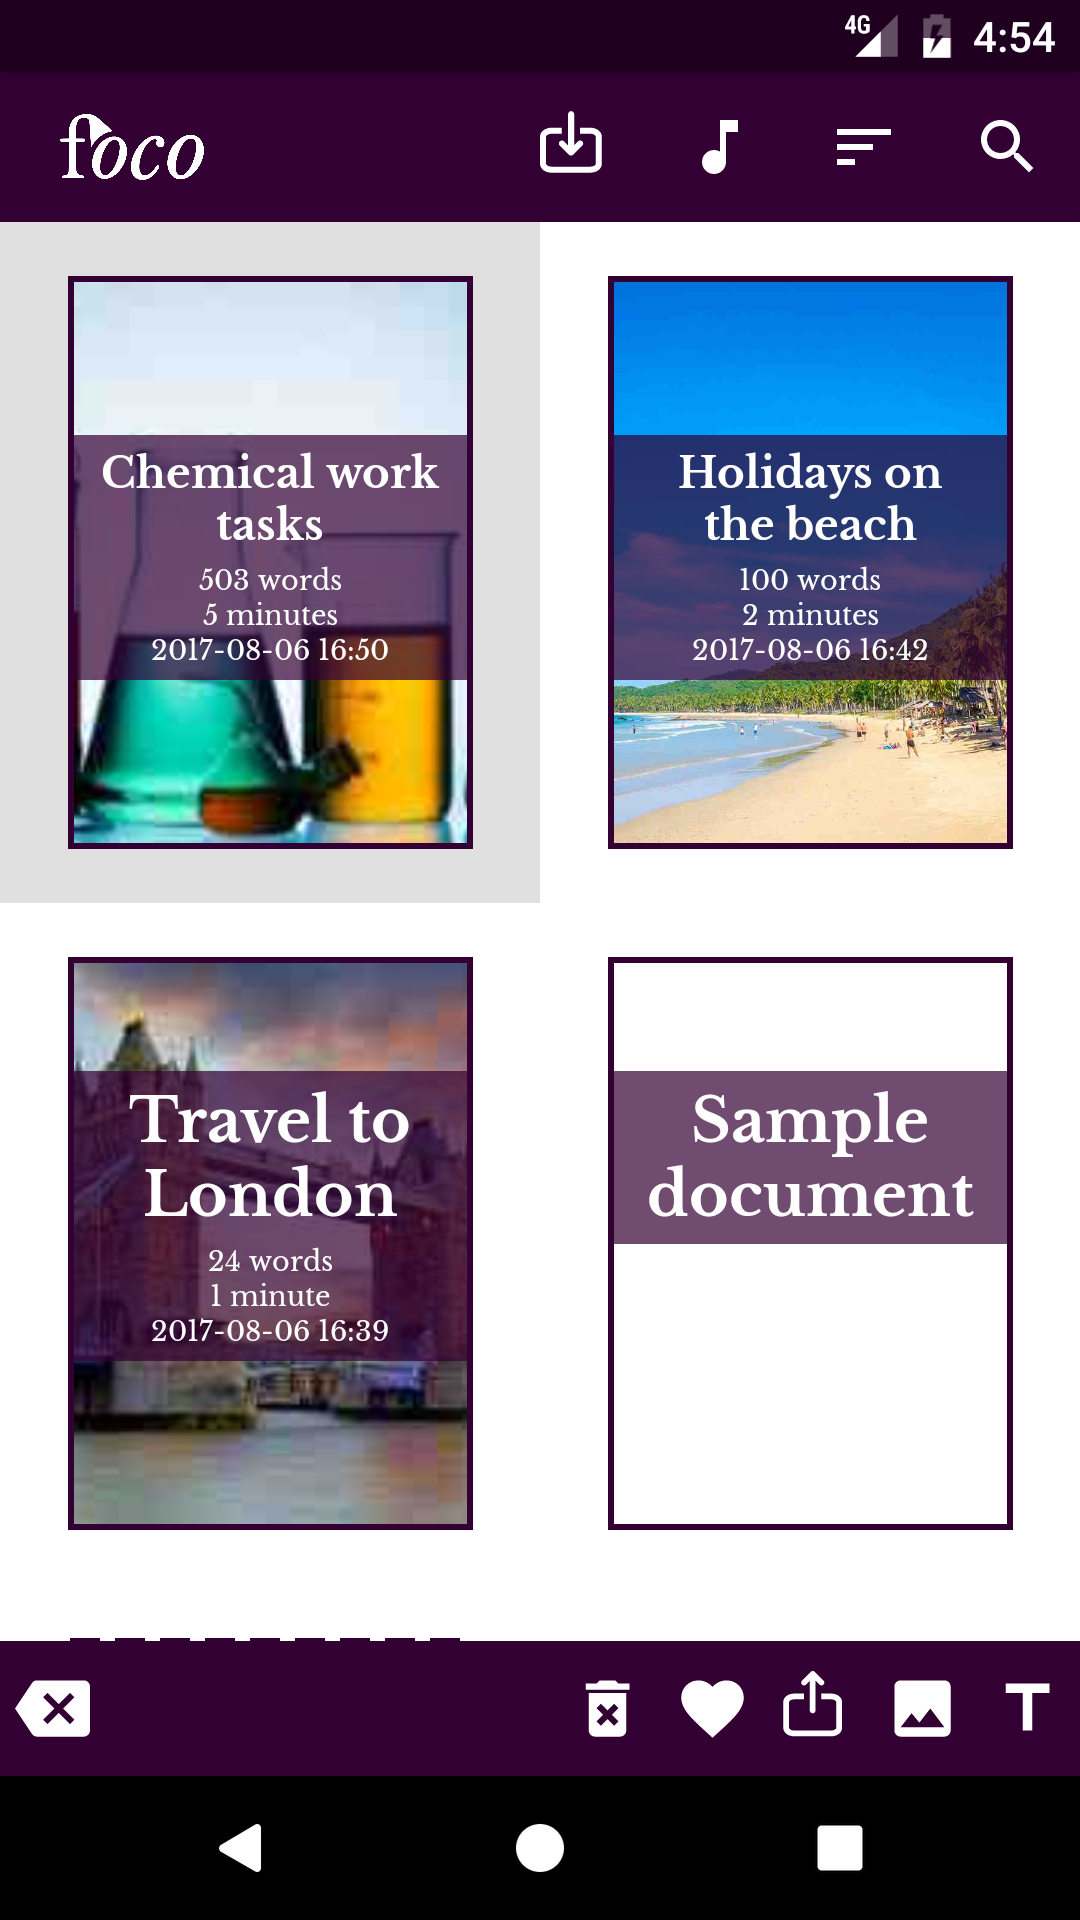 4G 4:54
foco
Chemical work
tasks
503 words
5 minutes
2017-08-06 16:50
Holidays on
the beach
100 words
2 minutes
2017-08-06 16:42
Travel to
London
24 words
1 minute
2017-08-06 16:39
Sample
document
T